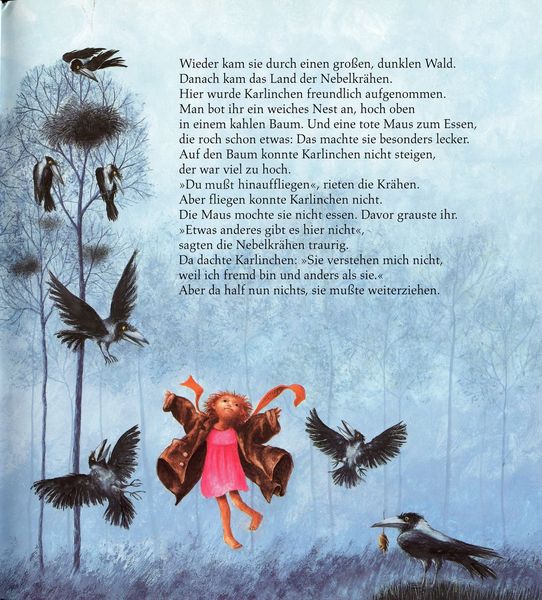 Wieder kam sie durch einen großen, dunklen Wald.
Danach kam das Land der Nebelkrähen.
Hier wurde Karlinchen freundlich aufgenommen.
Man bot ihr ein weiches Nest an, hoch oben
in einem kahlen Baum. Und eine tote Maus zum Essen,
die roch schon etwas: Das machte sie besonders lecker.
Auf den Baum konnte Karlinchen nicht steigen,
der war viel zu hoch.
»Du mußt hinauffliegen«, rieten die Krähen.
Aber fliegen konnte Karlinchen nicht.
Die Maus mochte sie nicht essen. Davor grauste ihr.
»Etwas anderes gibt es hier nicht«,
sagten die Nebelkrähen traurig.
Da dachte Karlinchen: »Sie verstehen mich nicht,
weil ich fremd bin und anders als sie.«
Aber da half nun nichts, sie mußte weiterziehen.